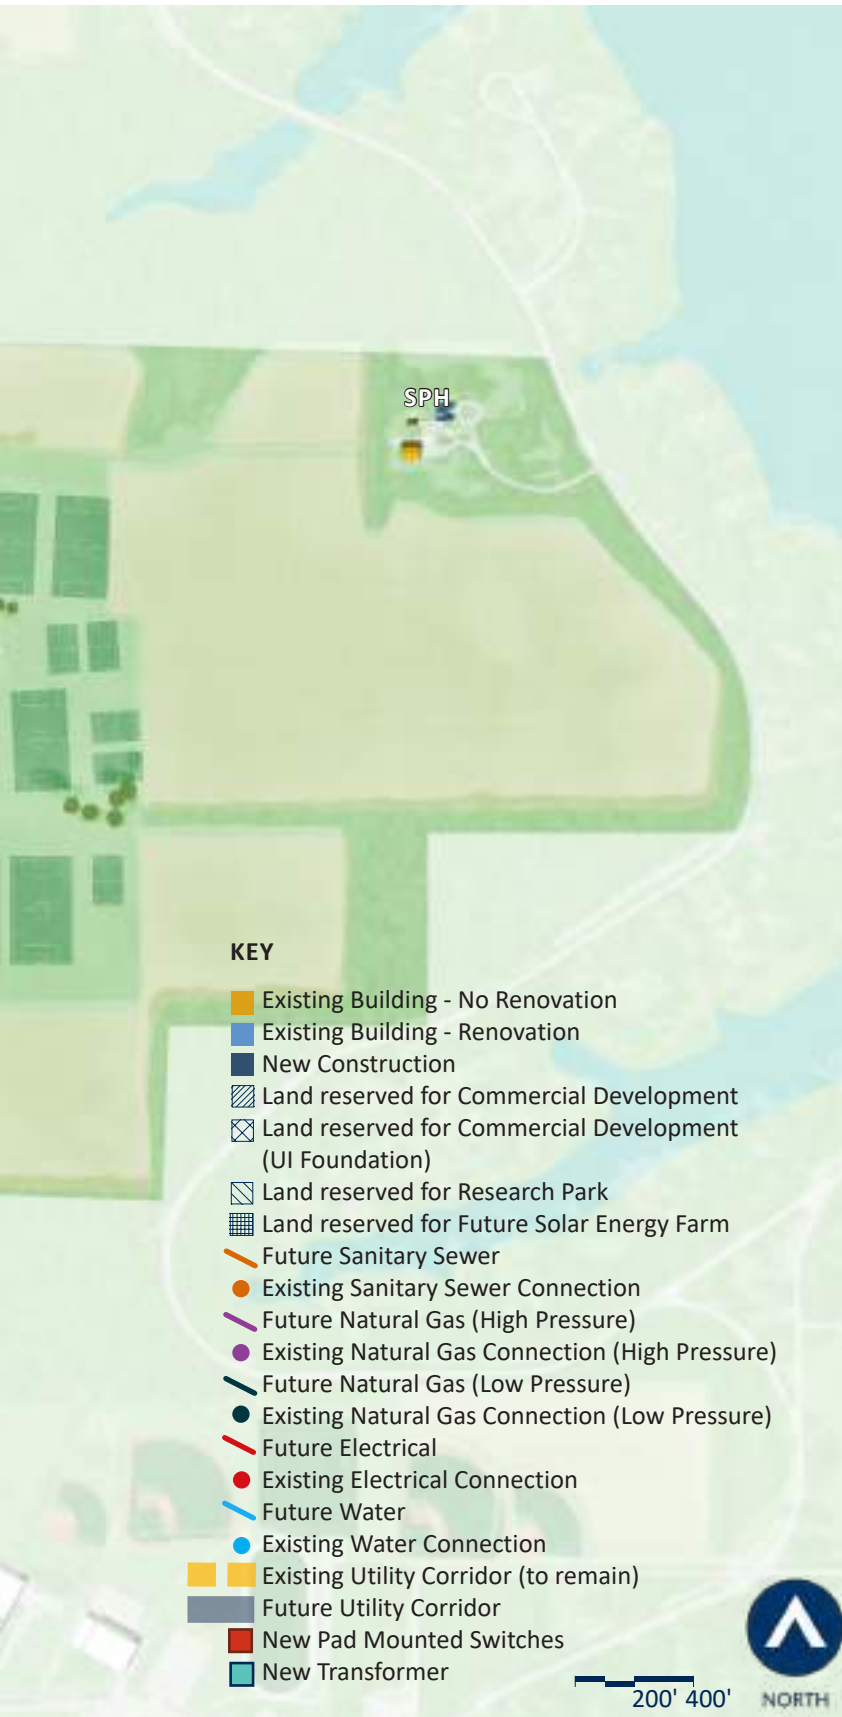 SPH
KEY
Existing Building - No Renovation
Existing Building - Renovation
New Construction
Land reserved for Commercial Development
Land reserved for Commercial Development
(UI Foundation)
Land reserved for Research Park
Land reserved for Future Solar Energy Farm
Future Sanitary Sewer
Existing Sanitary Sewer Connection
Future Natural Gas (High Pressure)
Existing Natural Gas Connection (High Pressure)
Future Natural Gas (Low Pressure)
Existing Natural Gas Connection (Low Pressure)
Future Electrical
Existing Electrical Connection
Future Water
Existing Water Connection
Existing Utility Corridor (to remain)
Future Utility Corridor
New Pad Mounted Switches
New Transformer
200' 400'
NORTH